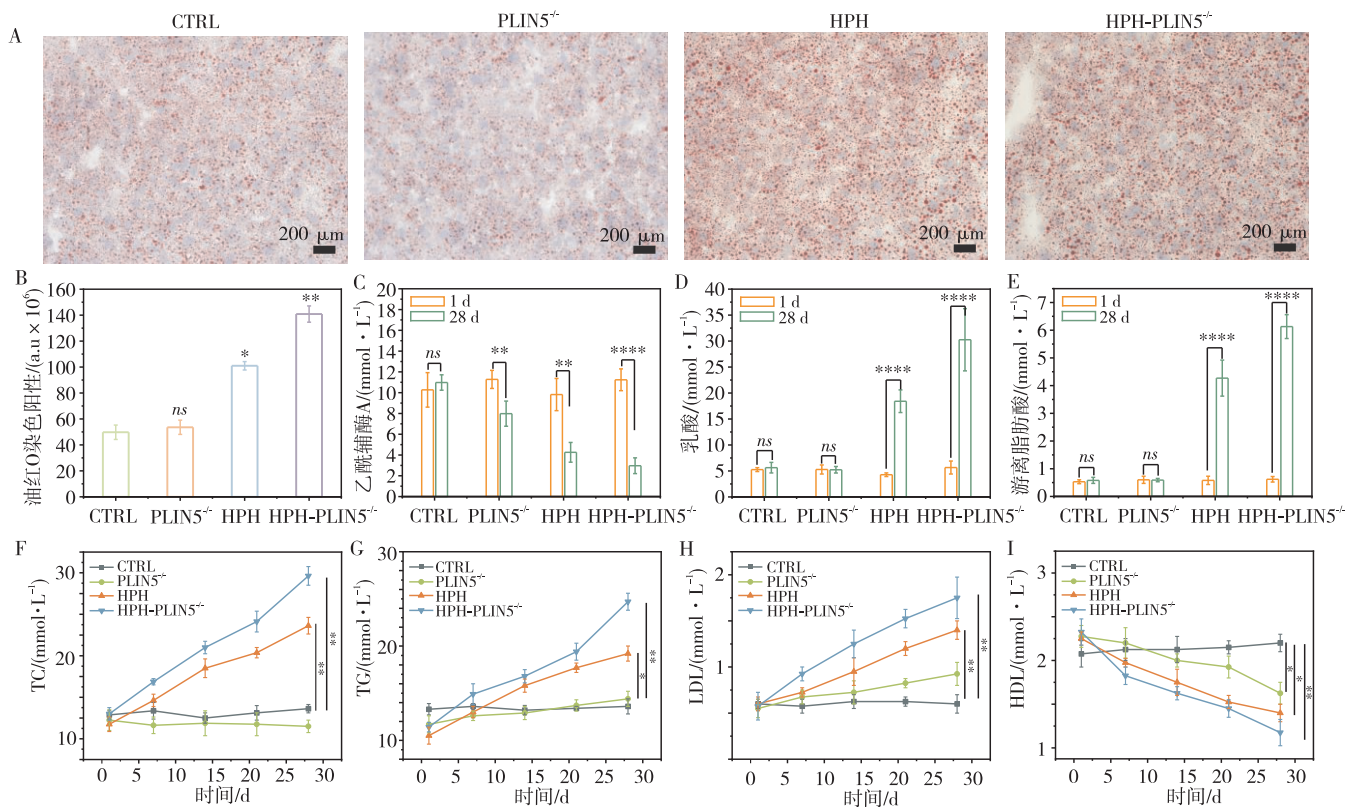 CTRL PLIN5⁻/⁻ HPH HPH-PLIN5⁻/⁻
A
200 μm 200 μm 200 μm 200 μm
B
油红O染色阳性/(a.u × 10⁶)
160
140
120
100
80
60
40
20
0
ns
*
**
CTRL PLIN5⁻/⁻ HPH HPH-PLIN5⁻/⁻
C
乙酰辅酶A/(mmol·L⁻¹)
20
18
16
14
12
10
8
6
4
2
0
1 d
28 d
ns
**
**
****
CTRL PLIN5⁻/⁻ HPH HPH-PLIN5⁻/⁻
D
乳酸/(mmol·L⁻¹)
40
35
30
25
20
15
10
5
0
1 d
28 d
ns
ns
****
****
CTRL PLIN5⁻/⁻ HPH HPH-PLIN5⁻/⁻
E
游离脂肪酸/(mmol·L⁻¹)
7
6
5
4
3
2
1
0
1 d
28 d
ns
ns
****
****
CTRL PLIN5⁻/⁻ HPH HPH-PLIN5⁻/⁻
F
TC/(mmol·L⁻¹)
30
20
10
CTRL
PLIN5⁻/⁻
HPH
HPH-PLIN5⁻/⁻
**
**
0 5 10 15 20 25 30
时间/d
G
TG/(mmol·L⁻¹)
30
20
10
CTRL
PLIN5⁻/⁻
HPH
HPH-PLIN5⁻/⁻
*
**
0 5 10 15 20 25 30
时间/d
H
LDL/(mmol·L⁻¹)
2
1
CTRL
PLIN5⁻/⁻
HPH
HPH-PLIN5⁻/⁻
**
**
0 5 10 15 20 25 30
时间/d
I
HDL/(mmol·L⁻¹)
3
2
1
CTRL
PLIN5⁻/⁻
HPH
HPH-PLIN5⁻/⁻
*
*
**
0 5 10 15 20 25 30
时间/d